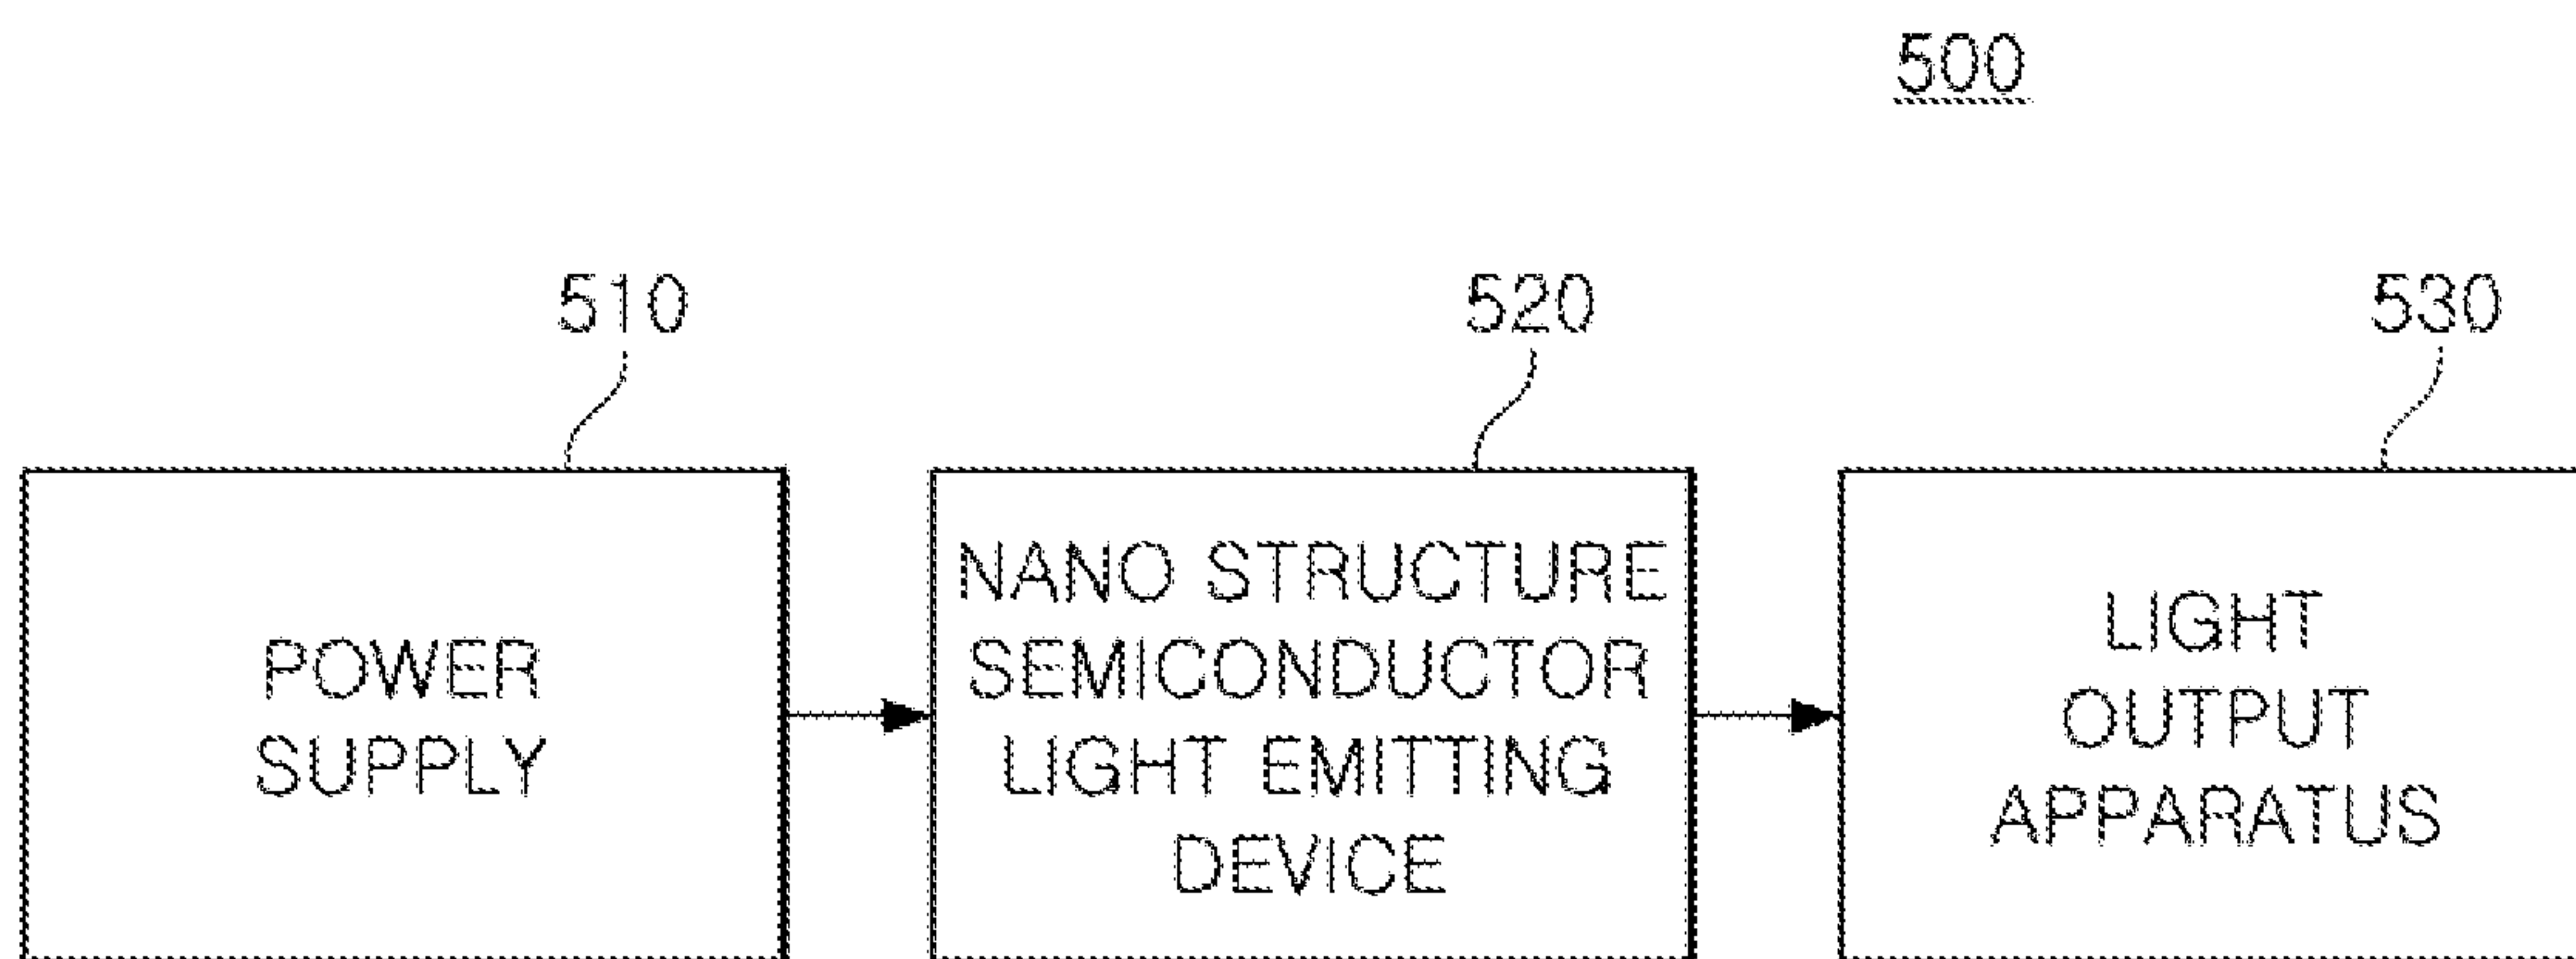 500
510
520
530
POWER
SUPPLY
NANO STRUCTURE
SEMICONDUCTOR
LIGHT EMITTING
DEVICE
LIGHT
OUTPUT
APPARATUS